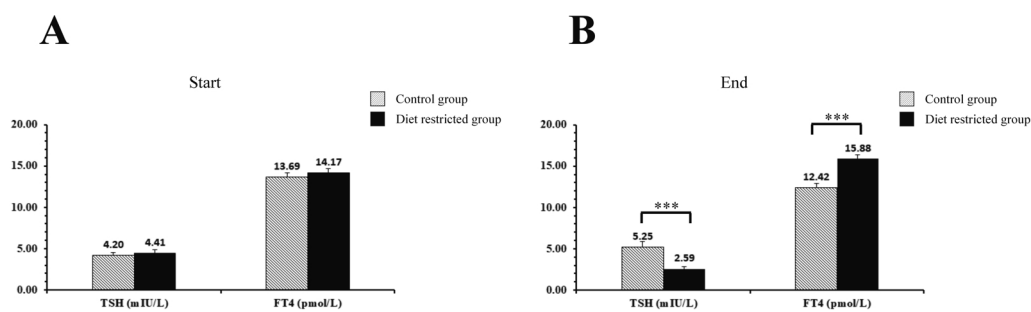 A
Start
Control group
Diet restricted group
20.00
15.00
10.00
5.00
0.00
4.20
4.41
13.69
14.17
TSH (mIU/L)
FT4 (pmol/L)
B
End
Control group
Diet restricted group
20.00
15.00
10.00
5.00
0.00
***
5.25
2.59
***
12.42
15.88
TSH (mIU/L)
FT4 (pmol/L)